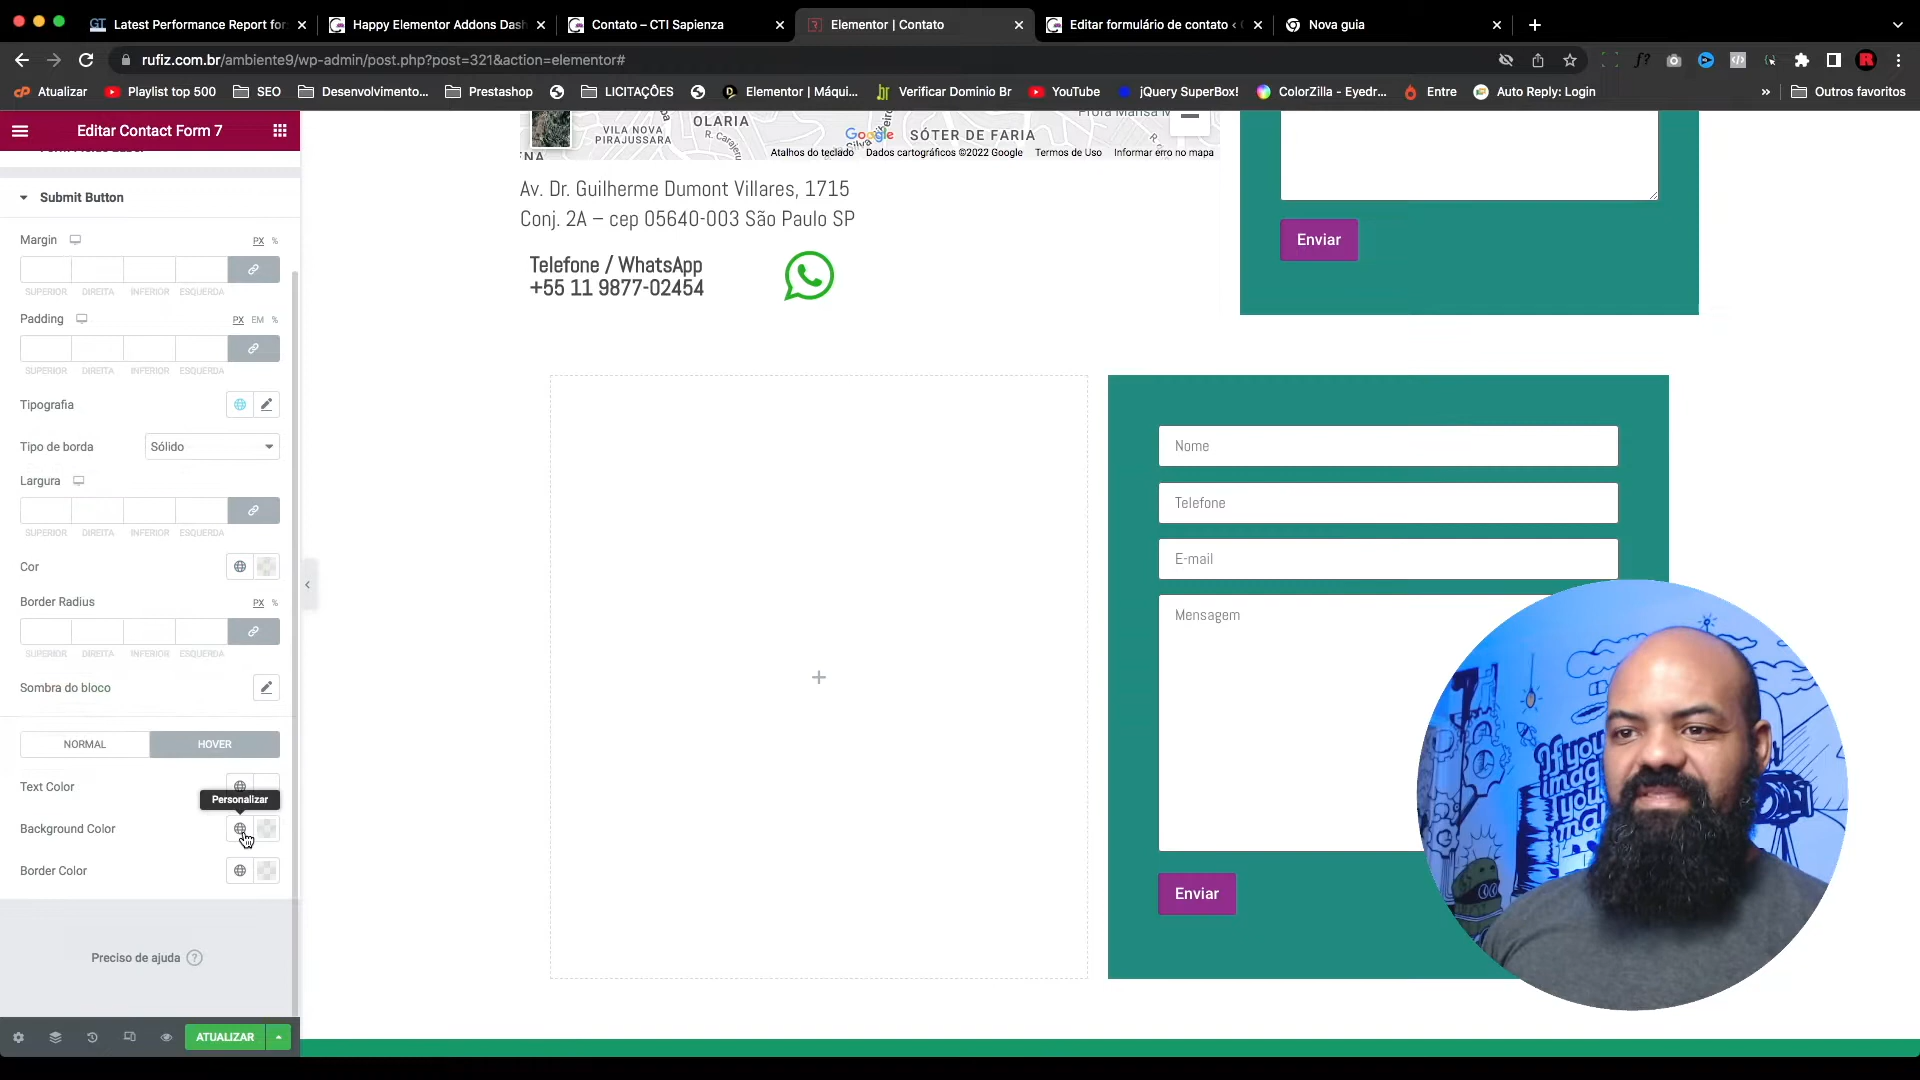 Latest Performance Report for
Happy Elementor Addons Dash
Contato – CTI Sapienza
Elementor | Contato
Editar formulário de contato ‹
Nova guia
rufiz.com.br/ambiente9/wp-admin/post.php?post=321&action=elementor#
Atualizar
Playlist top 500
SEO
Desenvolvimento...
Prestashop
LICITAÇÕES
Elementor | Máqui...
Verificar Dominio Br
YouTube
jQuery SuperBox!
ColorZilla - Eyedr...
Entre
Auto Reply: Login
»
Outros favoritos
Editar Contact Form 7
Submit Button
Margin
PX %
SUPERIOR DIREITA INFERIOR ESQUERDA
Padding
PX EM %
SUPERIOR DIREITA INFERIOR ESQUERDA
Tipografia
Tipo de borda
Sólido
Largura
SUPERIOR DIREITA INFERIOR ESQUERDA
Cor
Border Radius
PX %
SUPERIOR DIREITA INFERIOR ESQUERDA
Sombra do bloco
NORMAL
HOVER
Text Color
Personalizar
Background Color
Border Color
Preciso de ajuda
ATUALIZAR
OLARIA
VILA NOVA
PIRAJUSSARA
Google
SÓTER DE FARIA
Atalhos do teclado
Dados cartográficos ©2022 Google
Termos de Uso
Informar erro no mapa
Av. Dr. Guilherme Dumont Villares, 1715
Conj. 2A – cep 05640-003 São Paulo SP
Telefone / WhatsApp
+55 11 9877-02454
Enviar
Nome
Telefone
E-mail
Mensagem
Enviar
If you
imag
you
ma